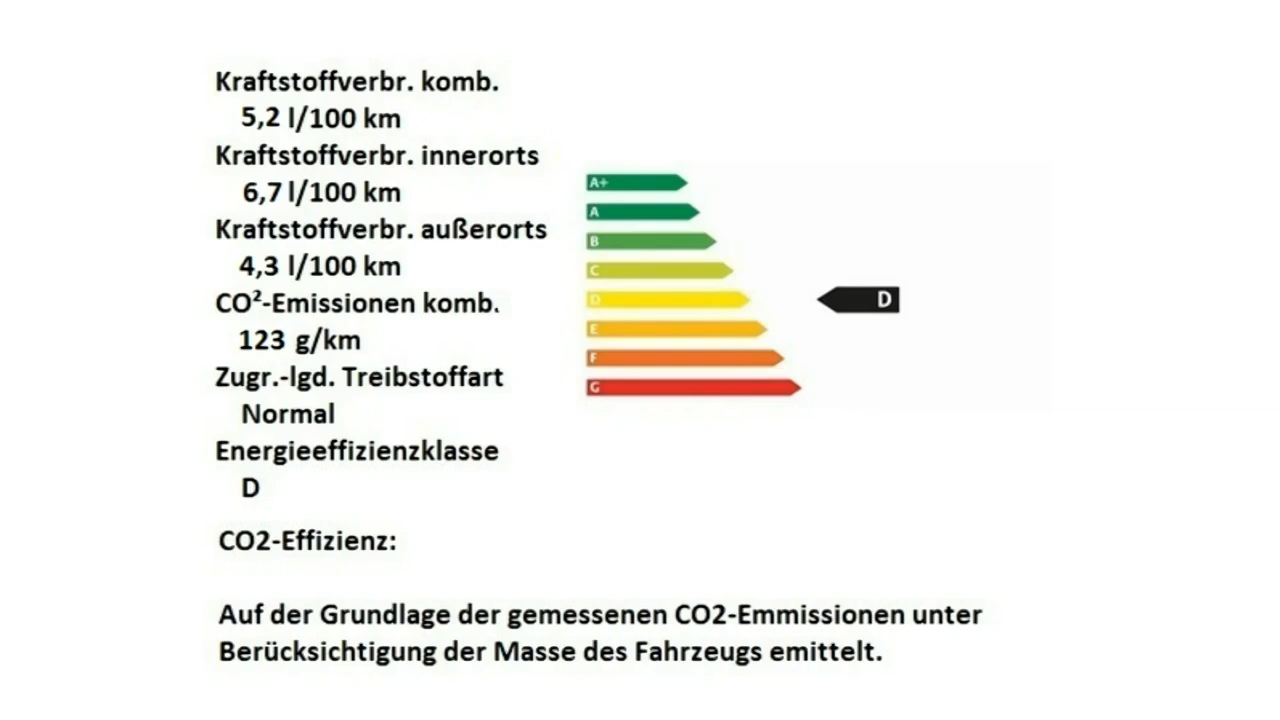 Kraftstoffverbr. komb.
5,2 l/100 km
Kraftstoffverbr. innerorts
6,7 l/100 km
Kraftstoffverbr. außerorts
4,3 l/100 km
CO²-Emissionen komb.
123 g/km
Zugr.-lgd. Treibstoffart
Normal
Energieeffizienzklasse
D
A+
A
B
C
D
E
F
G
D
CO2-Effizienz:
Auf der Grundlage der gemessenen CO2-Emmissionen unter
Berücksichtigung der Masse des Fahrzeugs emittelt.